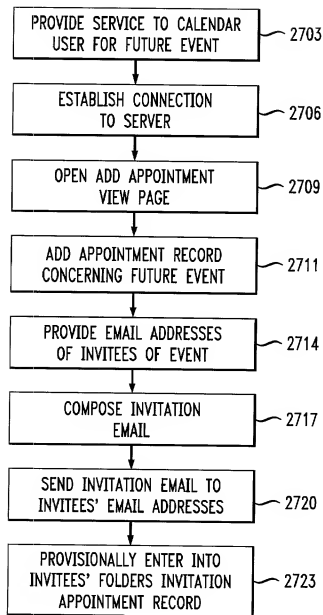 PROVIDE SERVICE TO CALENDAR
USER FOR FUTURE EVENT
2703
ESTABLISH CONNECTION
TO SERVER
2706
OPEN ADD APPOINTMENT
VIEW PAGE
2709
ADD APPOINTMENT RECORD
CONCERNING FUTURE EVENT
2711
PROVIDE EMAIL ADDRESSES
OF INVITEES OF EVENT
2714
COMPOSE INVITATION
EMAIL
2717
SEND INVITATION EMAIL TO
INVITEES' EMAIL ADDRESSES
2720
PROVISIONALLY ENTER INTO
INVITEES' FOLDERS INVITATION
APPOINTMENT RECORD
2723